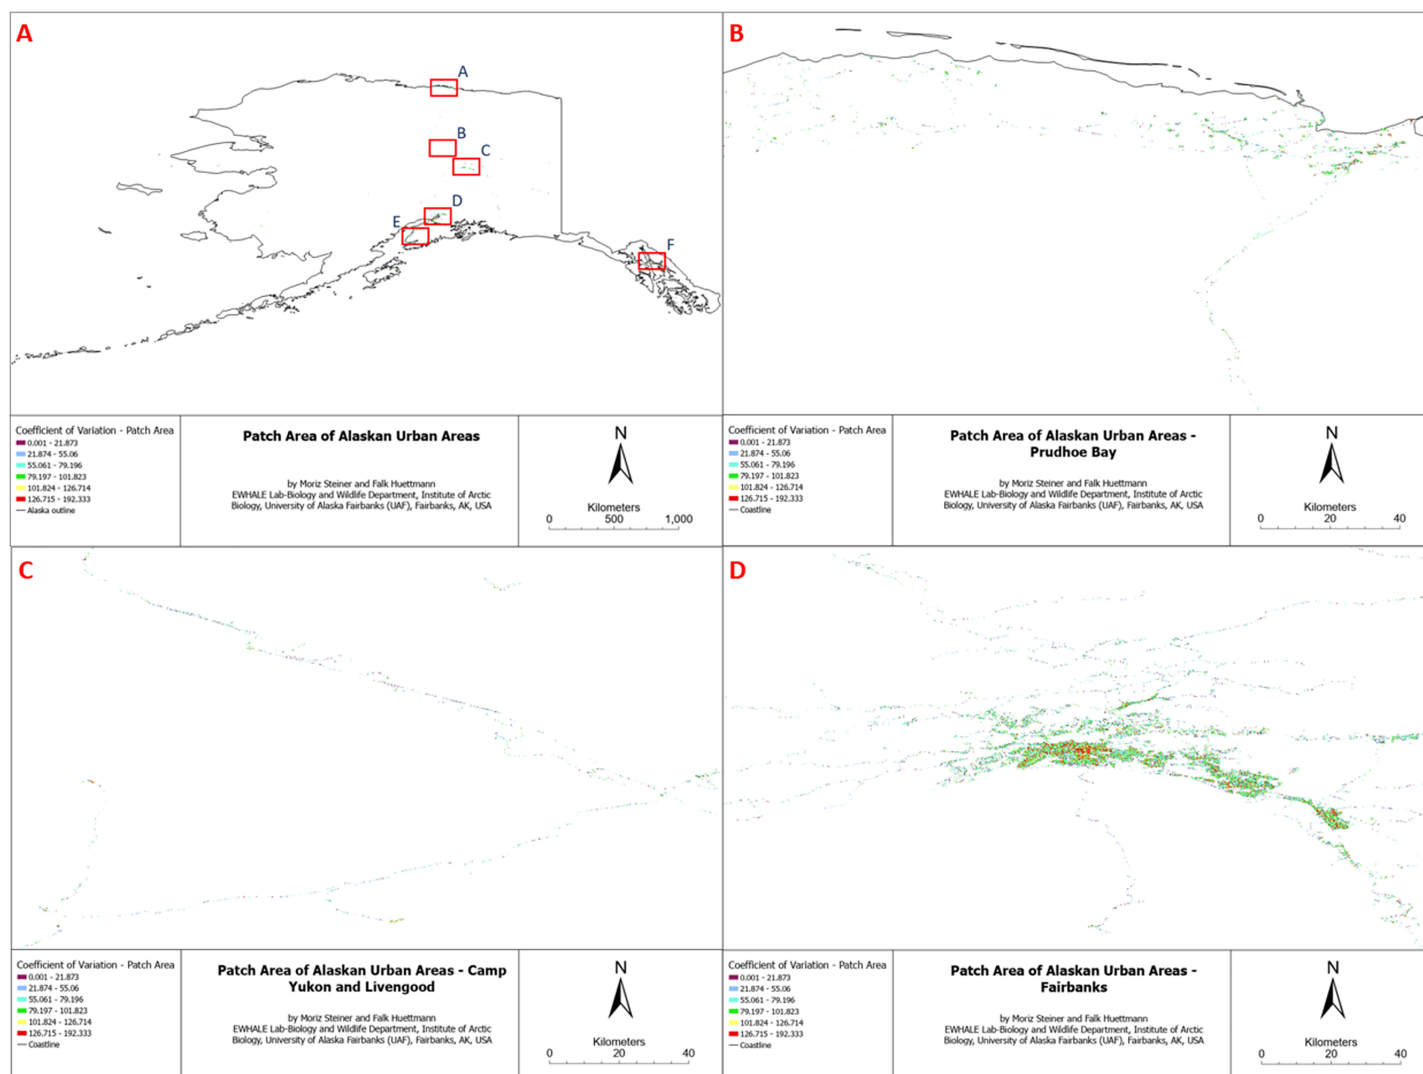 A
A
B
C
D
E
F
Coefficient of Variation - Patch Area
0.001 - 21.873
21.874 - 55.06
55.061 - 79.196
79.197 - 101.823
101.824 - 126.714
126.715 - 192.333
Alaska outline
Patch Area of Alaskan Urban Areas
by Moriz Steiner and Falk Huettmann
EWHALE Lab-Biology and Wildlife Department, Institute of Arctic
Biology, University of Alaska Fairbanks (UAF), Fairbanks, AK, USA
N
Kilometers
0 500 1,000
B
Coefficient of Variation - Patch Area
0.001 - 21.873
21.874 - 55.06
55.061 - 79.196
79.197 - 101.823
101.824 - 126.714
126.715 - 192.333
Coastline
Patch Area of Alaskan Urban Areas -
Prudhoe Bay
by Moriz Steiner and Falk Huettmann
EWHALE Lab-Biology and Wildlife Department, Institute of Arctic
Biology, University of Alaska Fairbanks (UAF), Fairbanks, AK, USA
N
Kilometers
0 20 40
C
Coefficient of Variation - Patch Area
0.001 - 21.873
21.874 - 55.06
55.061 - 79.196
79.197 - 101.823
101.824 - 126.714
126.715 - 192.333
Coastline
Patch Area of Alaskan Urban Areas - Camp
Yukon and Livengood
by Moriz Steiner and Falk Huettmann
EWHALE Lab-Biology and Wildlife Department, Institute of Arctic
Biology, University of Alaska Fairbanks (UAF), Fairbanks, AK, USA
N
Kilometers
0 20 40
D
Coefficient of Variation - Patch Area
0.001 - 21.873
21.874 - 55.06
55.061 - 79.196
79.197 - 101.823
101.824 - 126.714
126.715 - 192.333
Coastline
Patch Area of Alaskan Urban Areas -
Fairbanks
by Moriz Steiner and Falk Huettmann
EWHALE Lab-Biology and Wildlife Department, Institute of Arctic
Biology, University of Alaska Fairbanks (UAF), Fairbanks, AK, USA
N
Kilometers
0 20 40